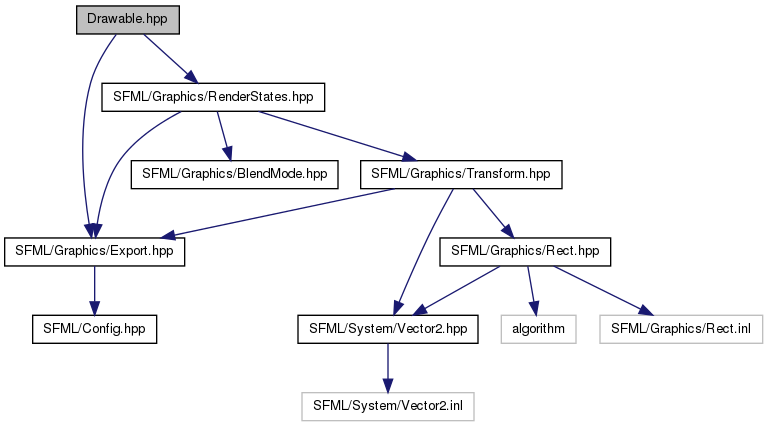 Drawable.hpp
SFML/Graphics/RenderStates.hpp
SFML/Graphics/BlendMode.hpp
SFML/Graphics/Transform.hpp
SFML/Graphics/Export.hpp
SFML/Graphics/Rect.hpp
SFML/Config.hpp
SFML/System/Vector2.hpp
algorithm
SFML/Graphics/Rect.inl
SFML/System/Vector2.inl